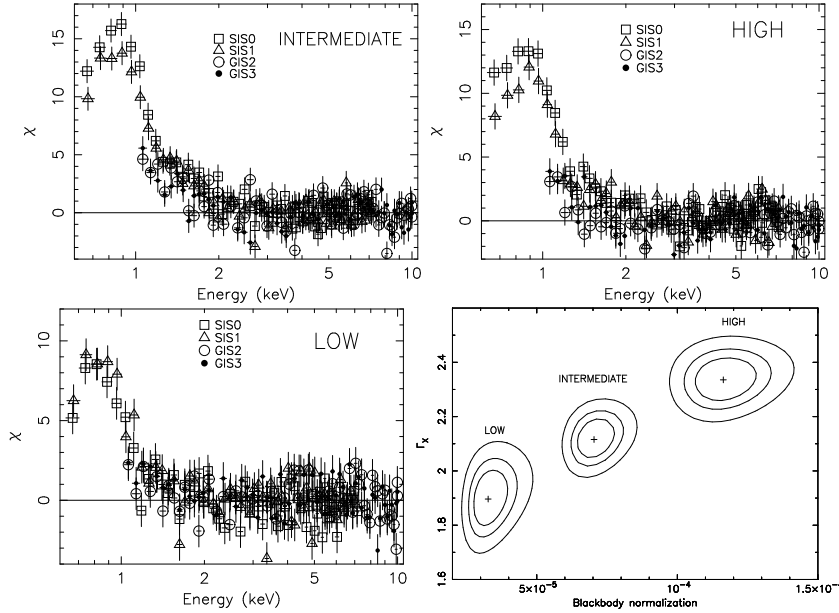 INTERMEDIATE
SIS0
SIS1
GIS2
GIS3
15
10
5
0
χ
1
2
5
10
Energy (keV)
HIGH
SIS0
SIS1
GIS2
GIS3
15
10
5
0
χ
1
2
5
10
Energy (keV)
LOW
SIS0
SIS1
GIS2
GIS3
10
5
0
χ
1
2
5
10
Energy (keV)
HIGH
INTERMEDIATE
LOW
2.4
2.2
2
1.8
1.6
Γx
5×10⁻⁵
10⁻⁴
Blackbody normalization